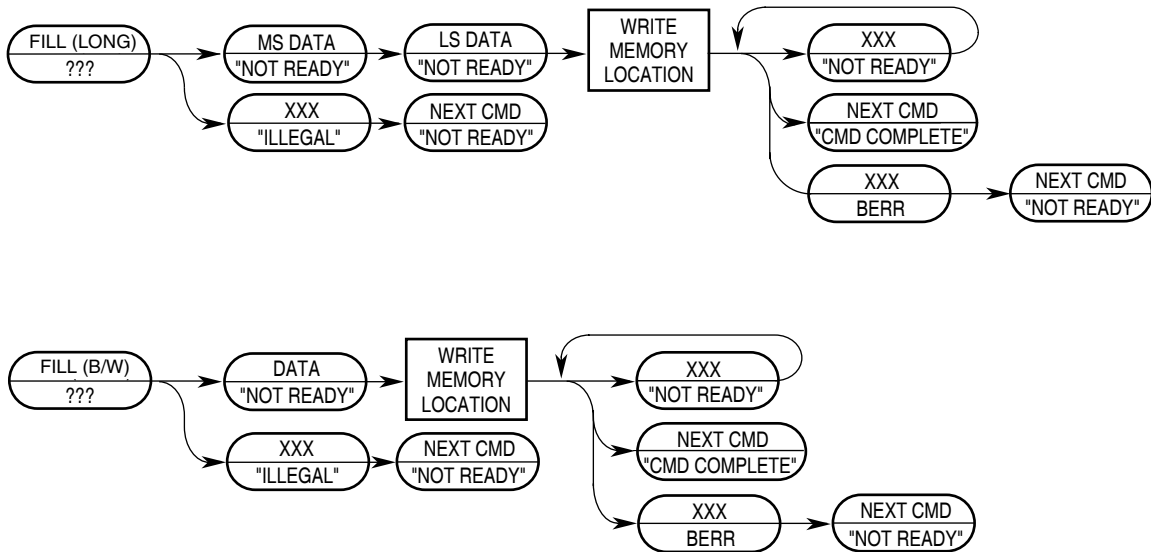 FILL (LONG)
???
MS DATA
"NOT READY"
LS DATA
"NOT READY"
WRITE
MEMORY
LOCATION
XXX
"NOT READY"
XXX
"ILLEGAL"
NEXT CMD
"NOT READY"
NEXT CMD
"CMD COMPLETE"
XXX
BERR
NEXT CMD
"NOT READY"
FILL (B/W)
???
DATA
"NOT READY"
WRITE
MEMORY
LOCATION
XXX
"NOT READY"
XXX
"ILLEGAL"
NEXT CMD
"NOT READY"
NEXT CMD
"CMD COMPLETE"
XXX
BERR
NEXT CMD
"NOT READY"